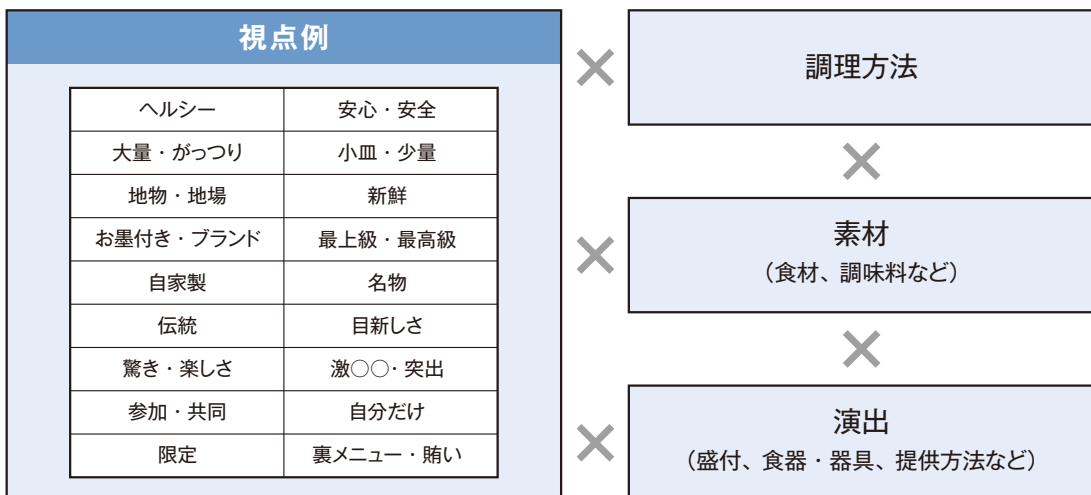 視点例
ヘルシー 安心・安全
大量・がっつり 小皿・少量
地物・地場 新鮮
お墨付き・ブランド 最上級・最高級
自家製 名物
伝統 目新しさ
驚き・楽しさ 激○○・突出
参加・共同 自分だけ
限定 裏メニュー・賄い
×
調理方法
×
×
素材
（食材、調味料など）
×
×
演出
（盛付、食器・器具、提供方法など）